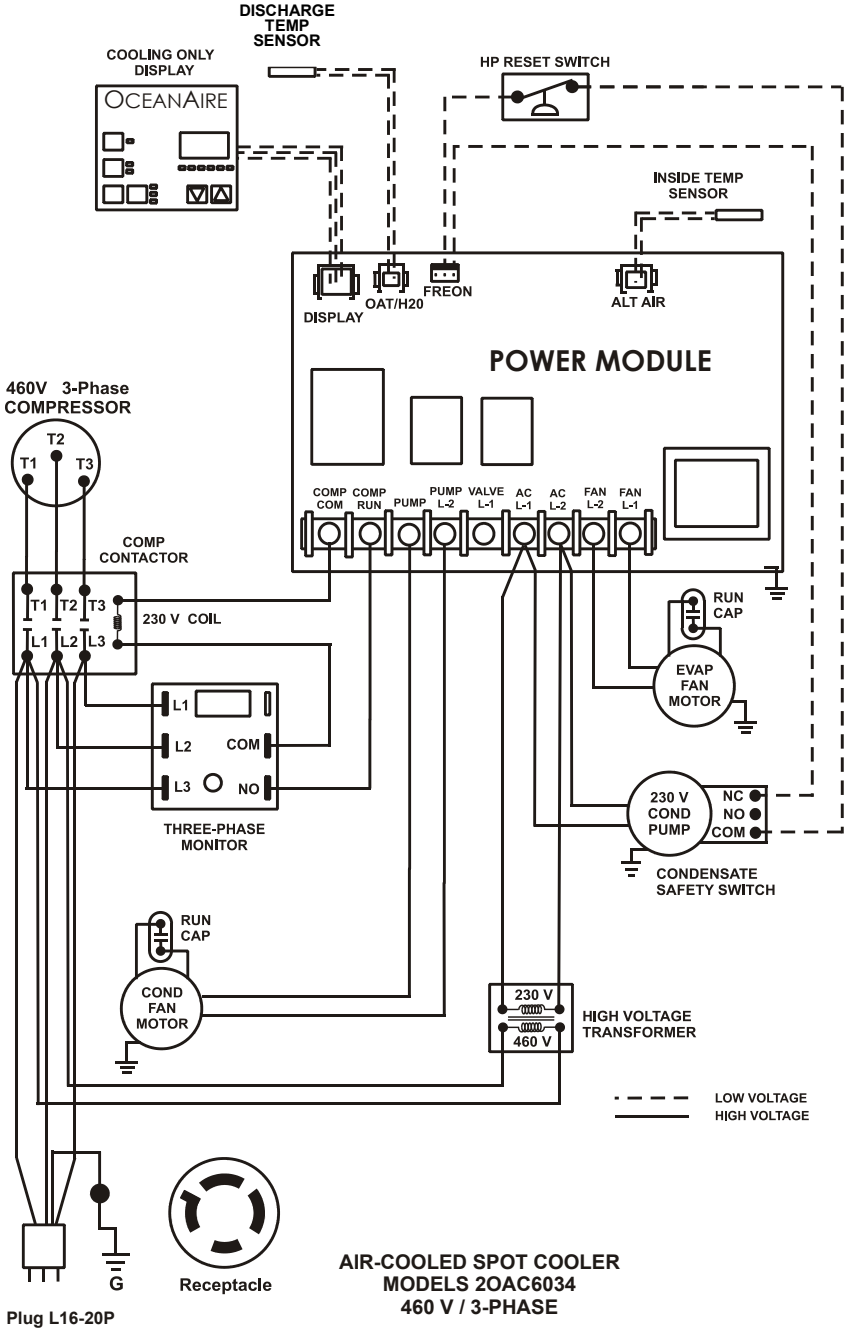 DISCHARGE
TEMP
SENSOR
COOLING ONLY
DISPLAY
OCEANAIRE
HP RESET SWITCH
INSIDE TEMP
SENSOR
DISPLAY
OAT/H20
FREON
ALT AIR
POWER MODULE
460V 3-Phase
COMPRESSOR
T1
T2
T3
COMP
COM
COMP
RUN
PUMP
PUMP
L-2
VALVE
L-1
AC
L-1
AC
L-2
FAN
L-2
FAN
L-1
COMP
CONTACTOR
T1 T2 T3
230 V COIL
L1 L2 L3
RUN
CAP
EVAP
FAN
MOTOR
L1
L2
L3
COM
NO
THREE-PHASE
MONITOR
230 V
COND
PUMP
NC
NO
COM
CONDENSATE
SAFETY SWITCH
RUN
CAP
COND
FAN
MOTOR
230 V
460 V
HIGH VOLTAGE
TRANSFORMER
LOW VOLTAGE
HIGH VOLTAGE
G
Receptacle
Plug L16-20P
AIR-COOLED SPOT COOLER
MODELS 2OAC6034
460 V / 3-PHASE